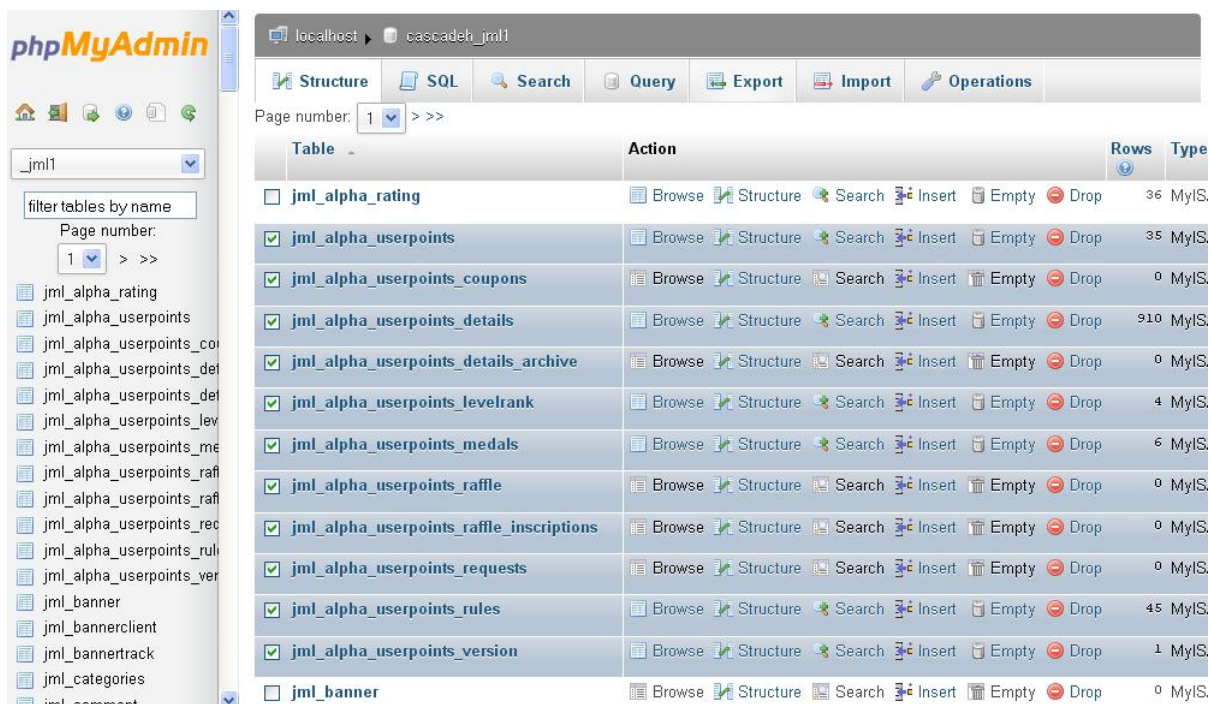 phpMyAdmin
_jml1
filter tables by name
Page number:
1 > >>
jml_alpha_rating
jml_alpha_userpoints
jml_alpha_userpoints_cou
jml_alpha_userpoints_det
jml_alpha_userpoints_det
jml_alpha_userpoints_lev
jml_alpha_userpoints_me
jml_alpha_userpoints_raff
jml_alpha_userpoints_raff
jml_alpha_userpoints_req
jml_alpha_userpoints_rule
jml_alpha_userpoints_ver
jml_banner
jml_bannerclient
jml_bannertrack
jml_categories
jml_comment
localhost cascadeh_jml1
Structure SQL Search Query Export Import Operations
Page number: 1 > >>
Table Action Rows Type
jml_alpha_rating Browse Structure Search Insert Empty Drop 36 MyIS
jml_alpha_userpoints Browse Structure Search Insert Empty Drop 35 MyIS
jml_alpha_userpoints_coupons Browse Structure Search Insert Empty Drop 0 MyIS
jml_alpha_userpoints_details Browse Structure Search Insert Empty Drop 910 MyIS
jml_alpha_userpoints_details_archive Browse Structure Search Insert Empty Drop 0 MyIS
jml_alpha_userpoints_levelrank Browse Structure Search Insert Empty Drop 4 MyIS
jml_alpha_userpoints_medals Browse Structure Search Insert Empty Drop 6 MyIS
jml_alpha_userpoints_raffle Browse Structure Search Insert Empty Drop 0 MyIS
jml_alpha_userpoints_raffle_inscriptions Browse Structure Search Insert Empty Drop 0 MyIS
jml_alpha_userpoints_requests Browse Structure Search Insert Empty Drop 0 MyIS
jml_alpha_userpoints_rules Browse Structure Search Insert Empty Drop 45 MyIS
jml_alpha_userpoints_version Browse Structure Search Insert Empty Drop 1 MyIS
jml_banner Browse Structure Search Insert Empty Drop 0 MyIS